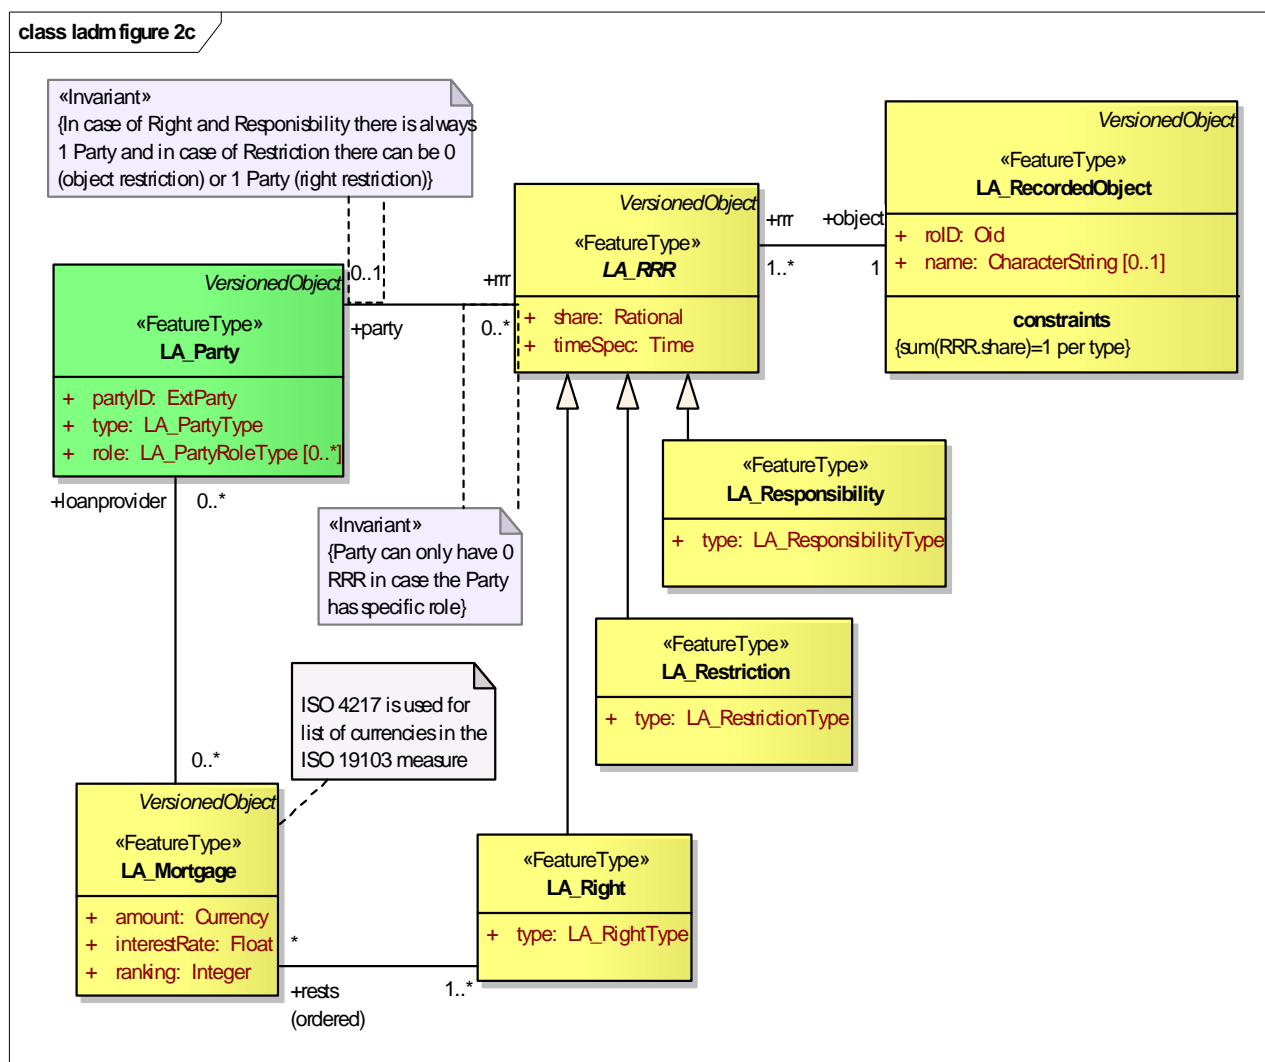 class ladm figure 2c
«Invariant»
{In case of Right and Responisbility there is always
1 Party and in case of Restriction there can be 0
(object restriction) or 1 Party (right restriction)}
VersionedObject
«FeatureType»
LA_RecordedObject
+ roID: Oid
+ name: CharacterString [0..1]
constraints
{sum(RRR.share)=1 per type}
VersionedObject
«FeatureType»
LA_RRR
+ share: Rational
+ timeSpec: Time
+rrr
1..*
+object
1
VersionedObject
«FeatureType»
LA_Party
+ partyID: ExtParty
+ type: LA_PartyType
+ role: LA_PartyRoleType [0..*]
0..1
+party
+rrr
0..*
«FeatureType»
LA_Responsibility
+ type: LA_ResponsibilityType
+loanprovider
0..*
«Invariant»
{Party can only have 0
RRR in case the Party
has specific role}
«FeatureType»
LA_Restriction
+ type: LA_RestrictionType
ISO 4217 is used for
list of currencies in the
ISO 19103 measure
0..*
VersionedObject
«FeatureType»
LA_Mortgage
+ amount: Currency
+ interestRate: Float
+ ranking: Integer
«FeatureType»
LA_Right
+ type: LA_RightType
*
+rests
(ordered)
1..*